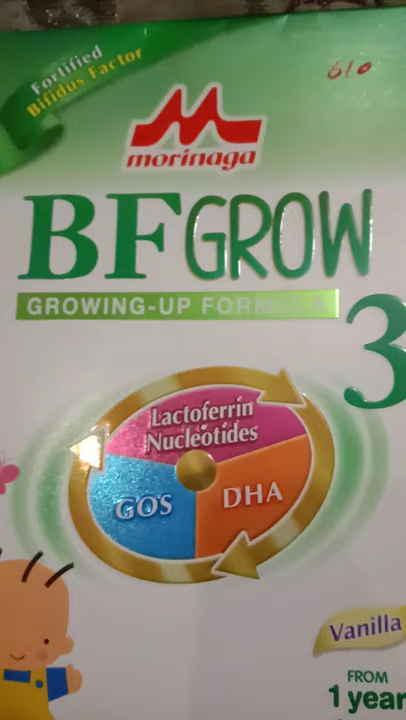 Fortified
Bifidus Factor
610
morinaga
BF GROW
GROWING-UP FORMULA
3
Lactoferrin
Nucleotides
GOS
DHA
Vanilla
FROM
1 year